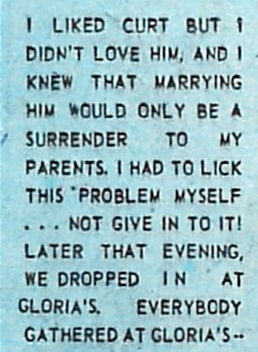 I LIKED CURT BUT I
DIDN'T LOVE HIM, AND I
KNEW THAT MARRYING
HIM WOULD ONLY BE A
SURRENDER TO MY
PARENTS. I HAD TO LICK
THIS PROBLEM MYSELF
... NOT GIVE IN TO IT!
LATER THAT EVENING,
WE DROPPED IN AT
GLORIA'S. EVERYBODY
GATHERED AT GLORIA'S--